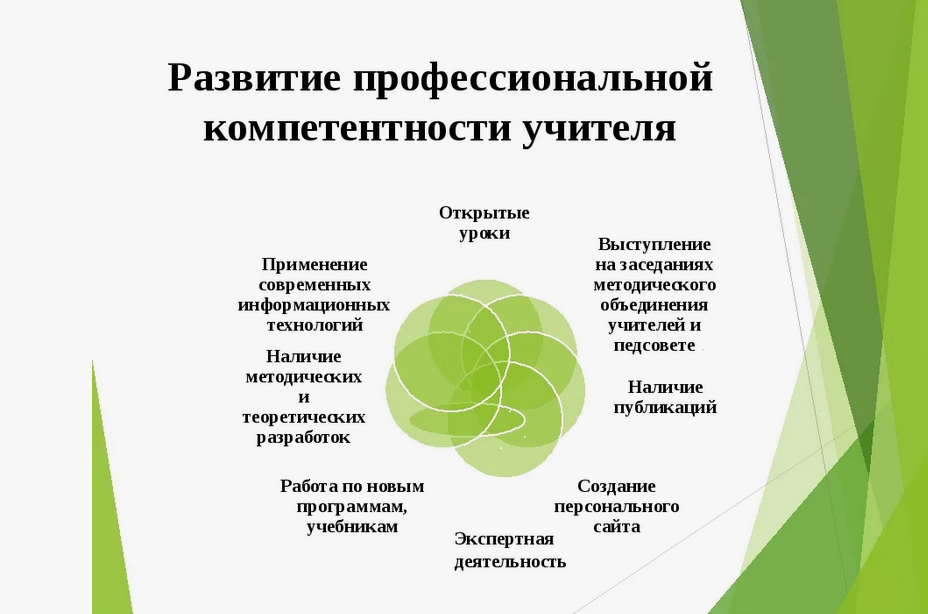 Развитие профессиональной
компетентности учителя
Открытые
уроки
Выступление
на заседаниях
методического
объединения
учителей и
педсовете
Наличие
публикаций
Создание
персонального
сайта
Экспертная
деятельность
Работа по новым
программам,
учебникам
Наличие
методических
и
теоретических
разработок
Применение
современных
информационных
технологий